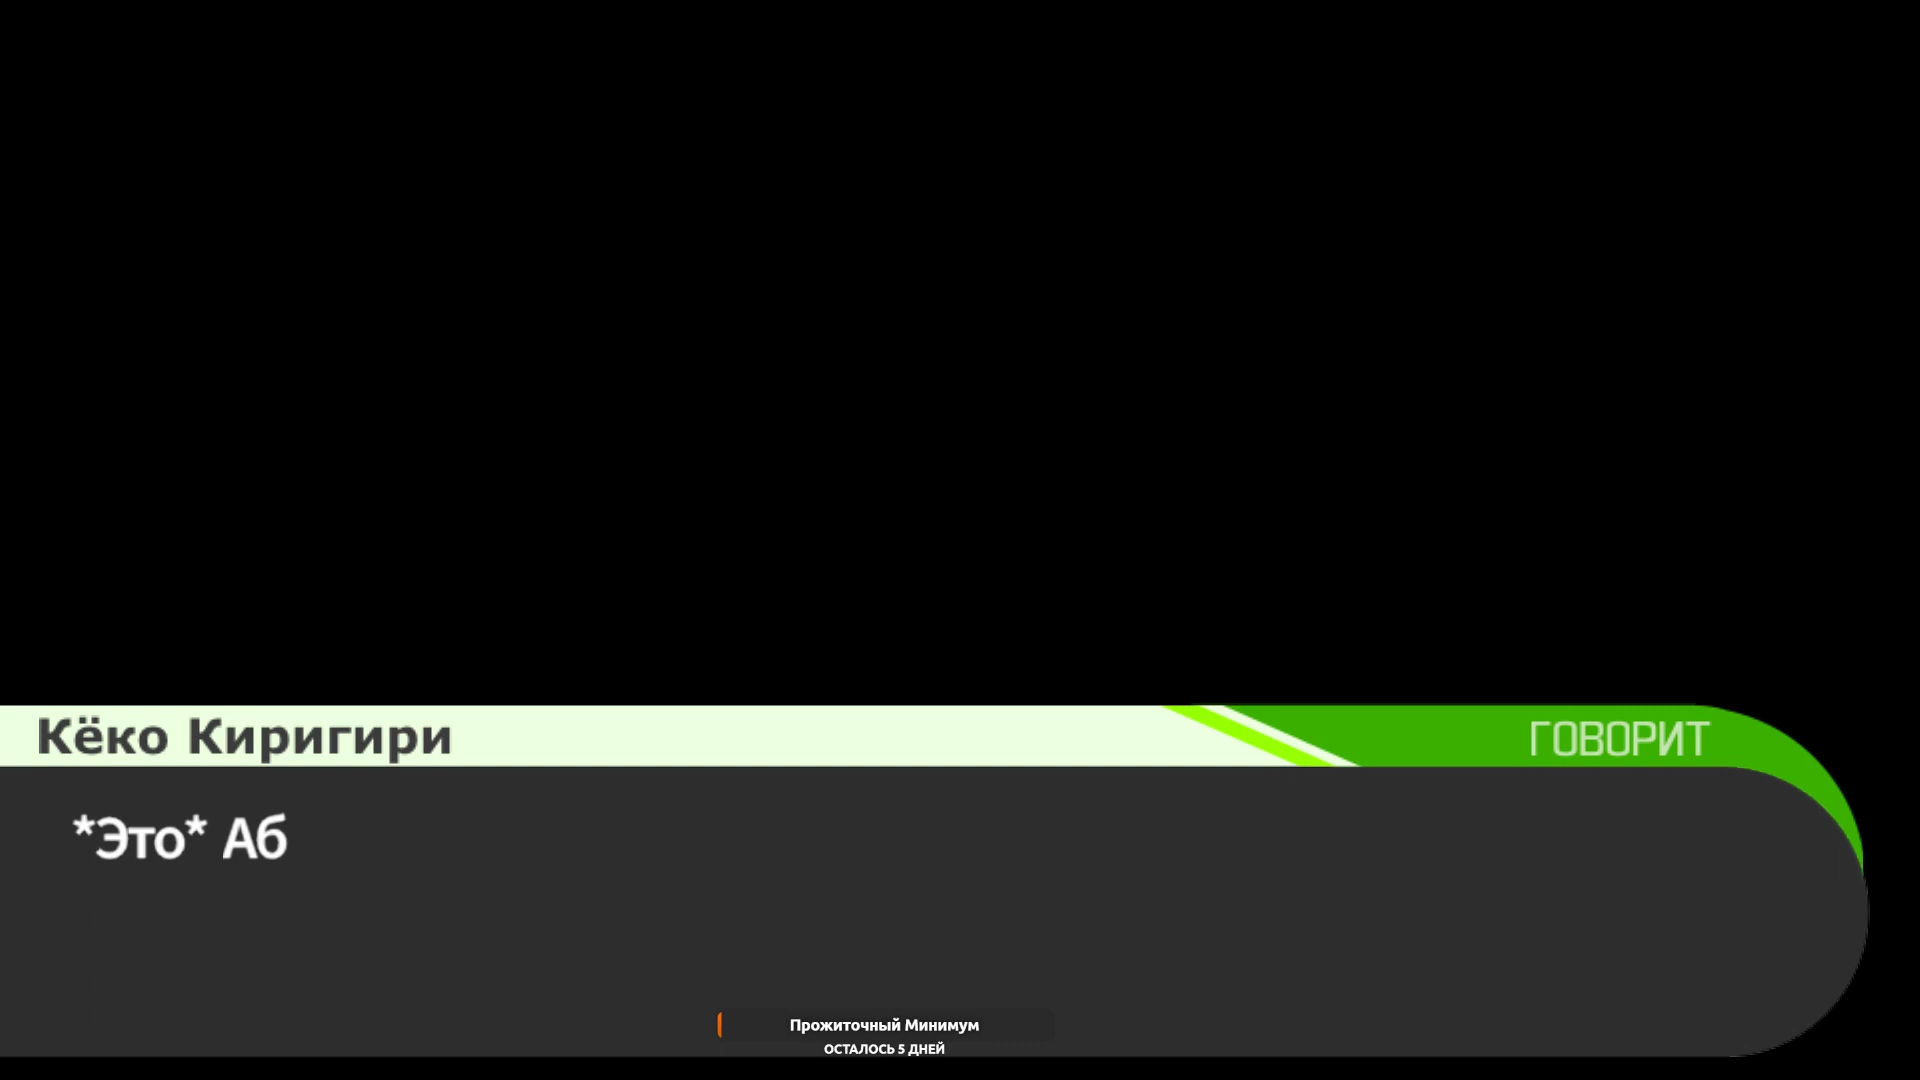 Кёко Киригири
ГОВОРИТ
*Это* Аб
Прожиточный Минимум
ОСТАЛОСЬ 5 ДНЕЙ